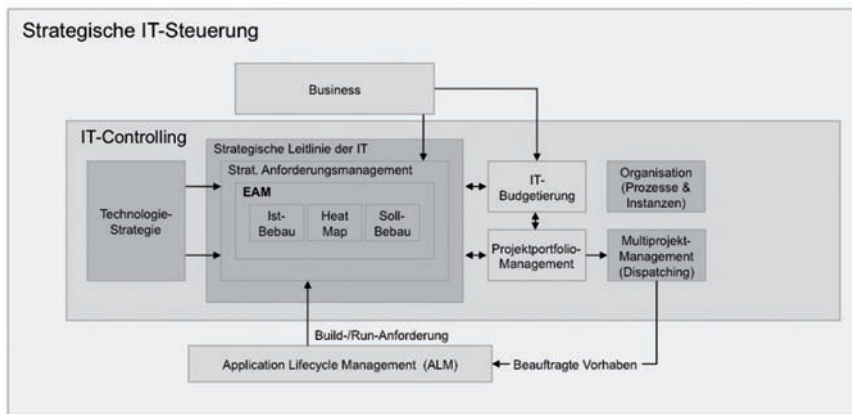 Strategische IT-Steuerung
Business
IT-Controlling
Strategische Leitlinie der IT
Strat. Anforderungsmanagement
EAM
Ist-
Bebau
Heat
Map
Soll-
Bebau
Technologie-
Strategie
IT-
Budgetierung
Organisation
(Prozesse &
Instanzen)
Projektportfolio-
Management
Multiprojekt-
Management
(Dispatching)
Build-/Run-Anforderung
Application Lifecycle Management (ALM)
Beauftragte Vorhaben